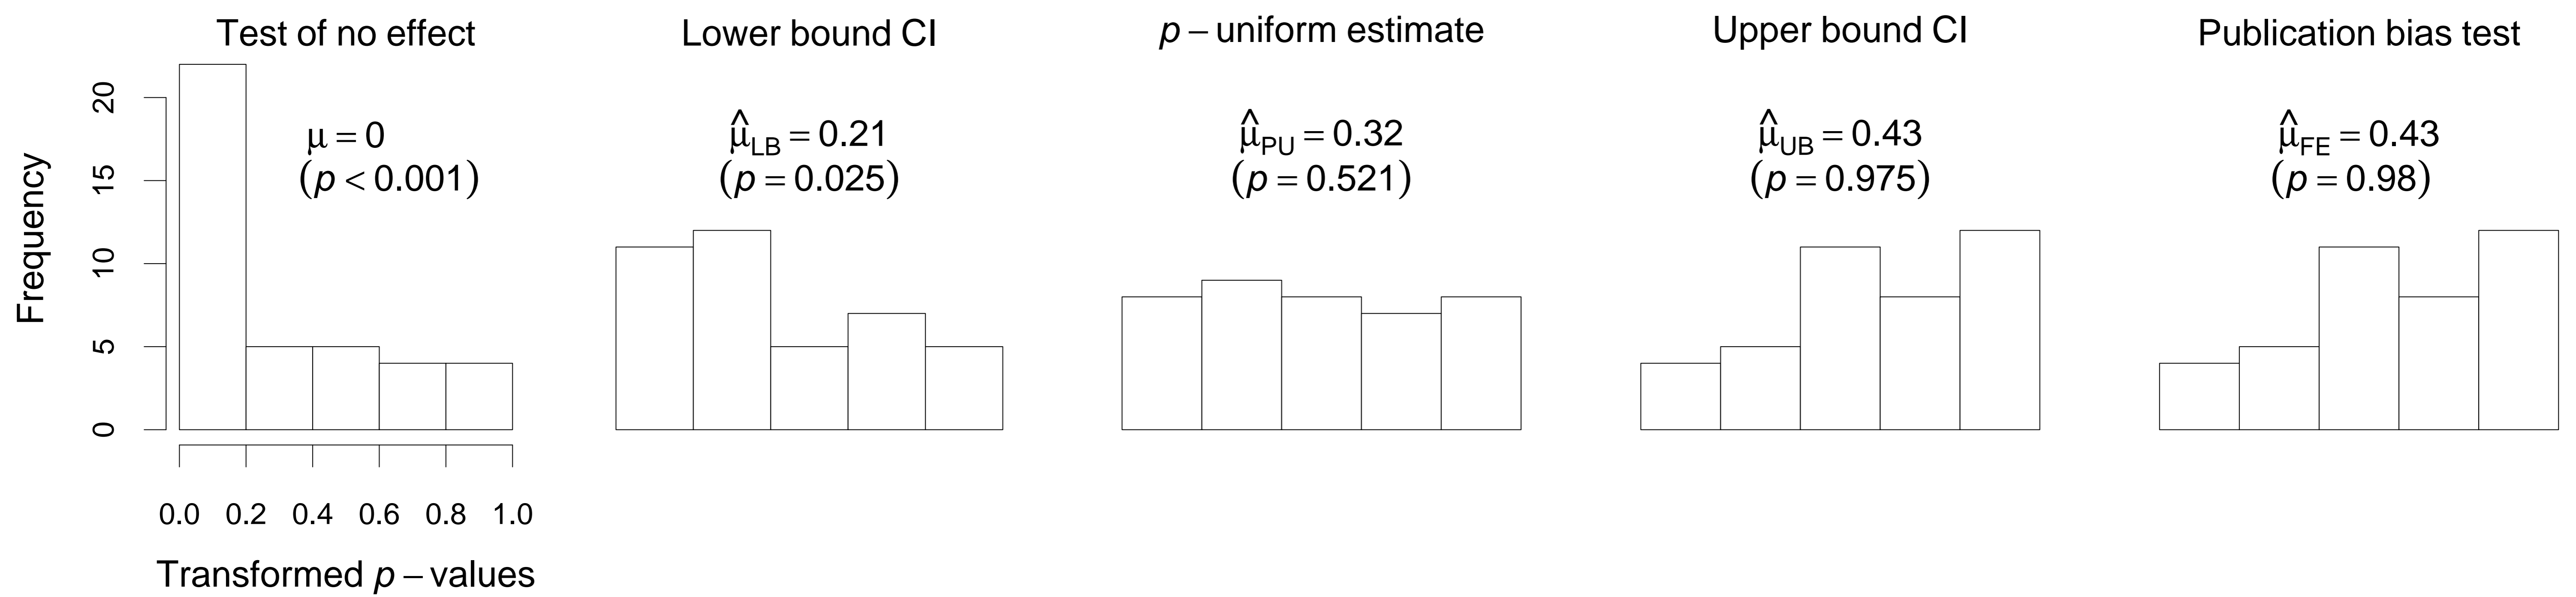 Test of no effect
Lower bound CI
p – uniform estimate
Upper bound CI
Publication bias test
μ = 0
(p < 0.001)
μ̂LB = 0.21
(p = 0.025)
μ̂PU = 0.32
(p = 0.521)
μ̂UB = 0.43
(p = 0.975)
μ̂FE = 0.43
(p = 0.98)
Frequency
20
15
10
5
0
0.0 0.2 0.4 0.6 0.8 1.0
Transformed p – values